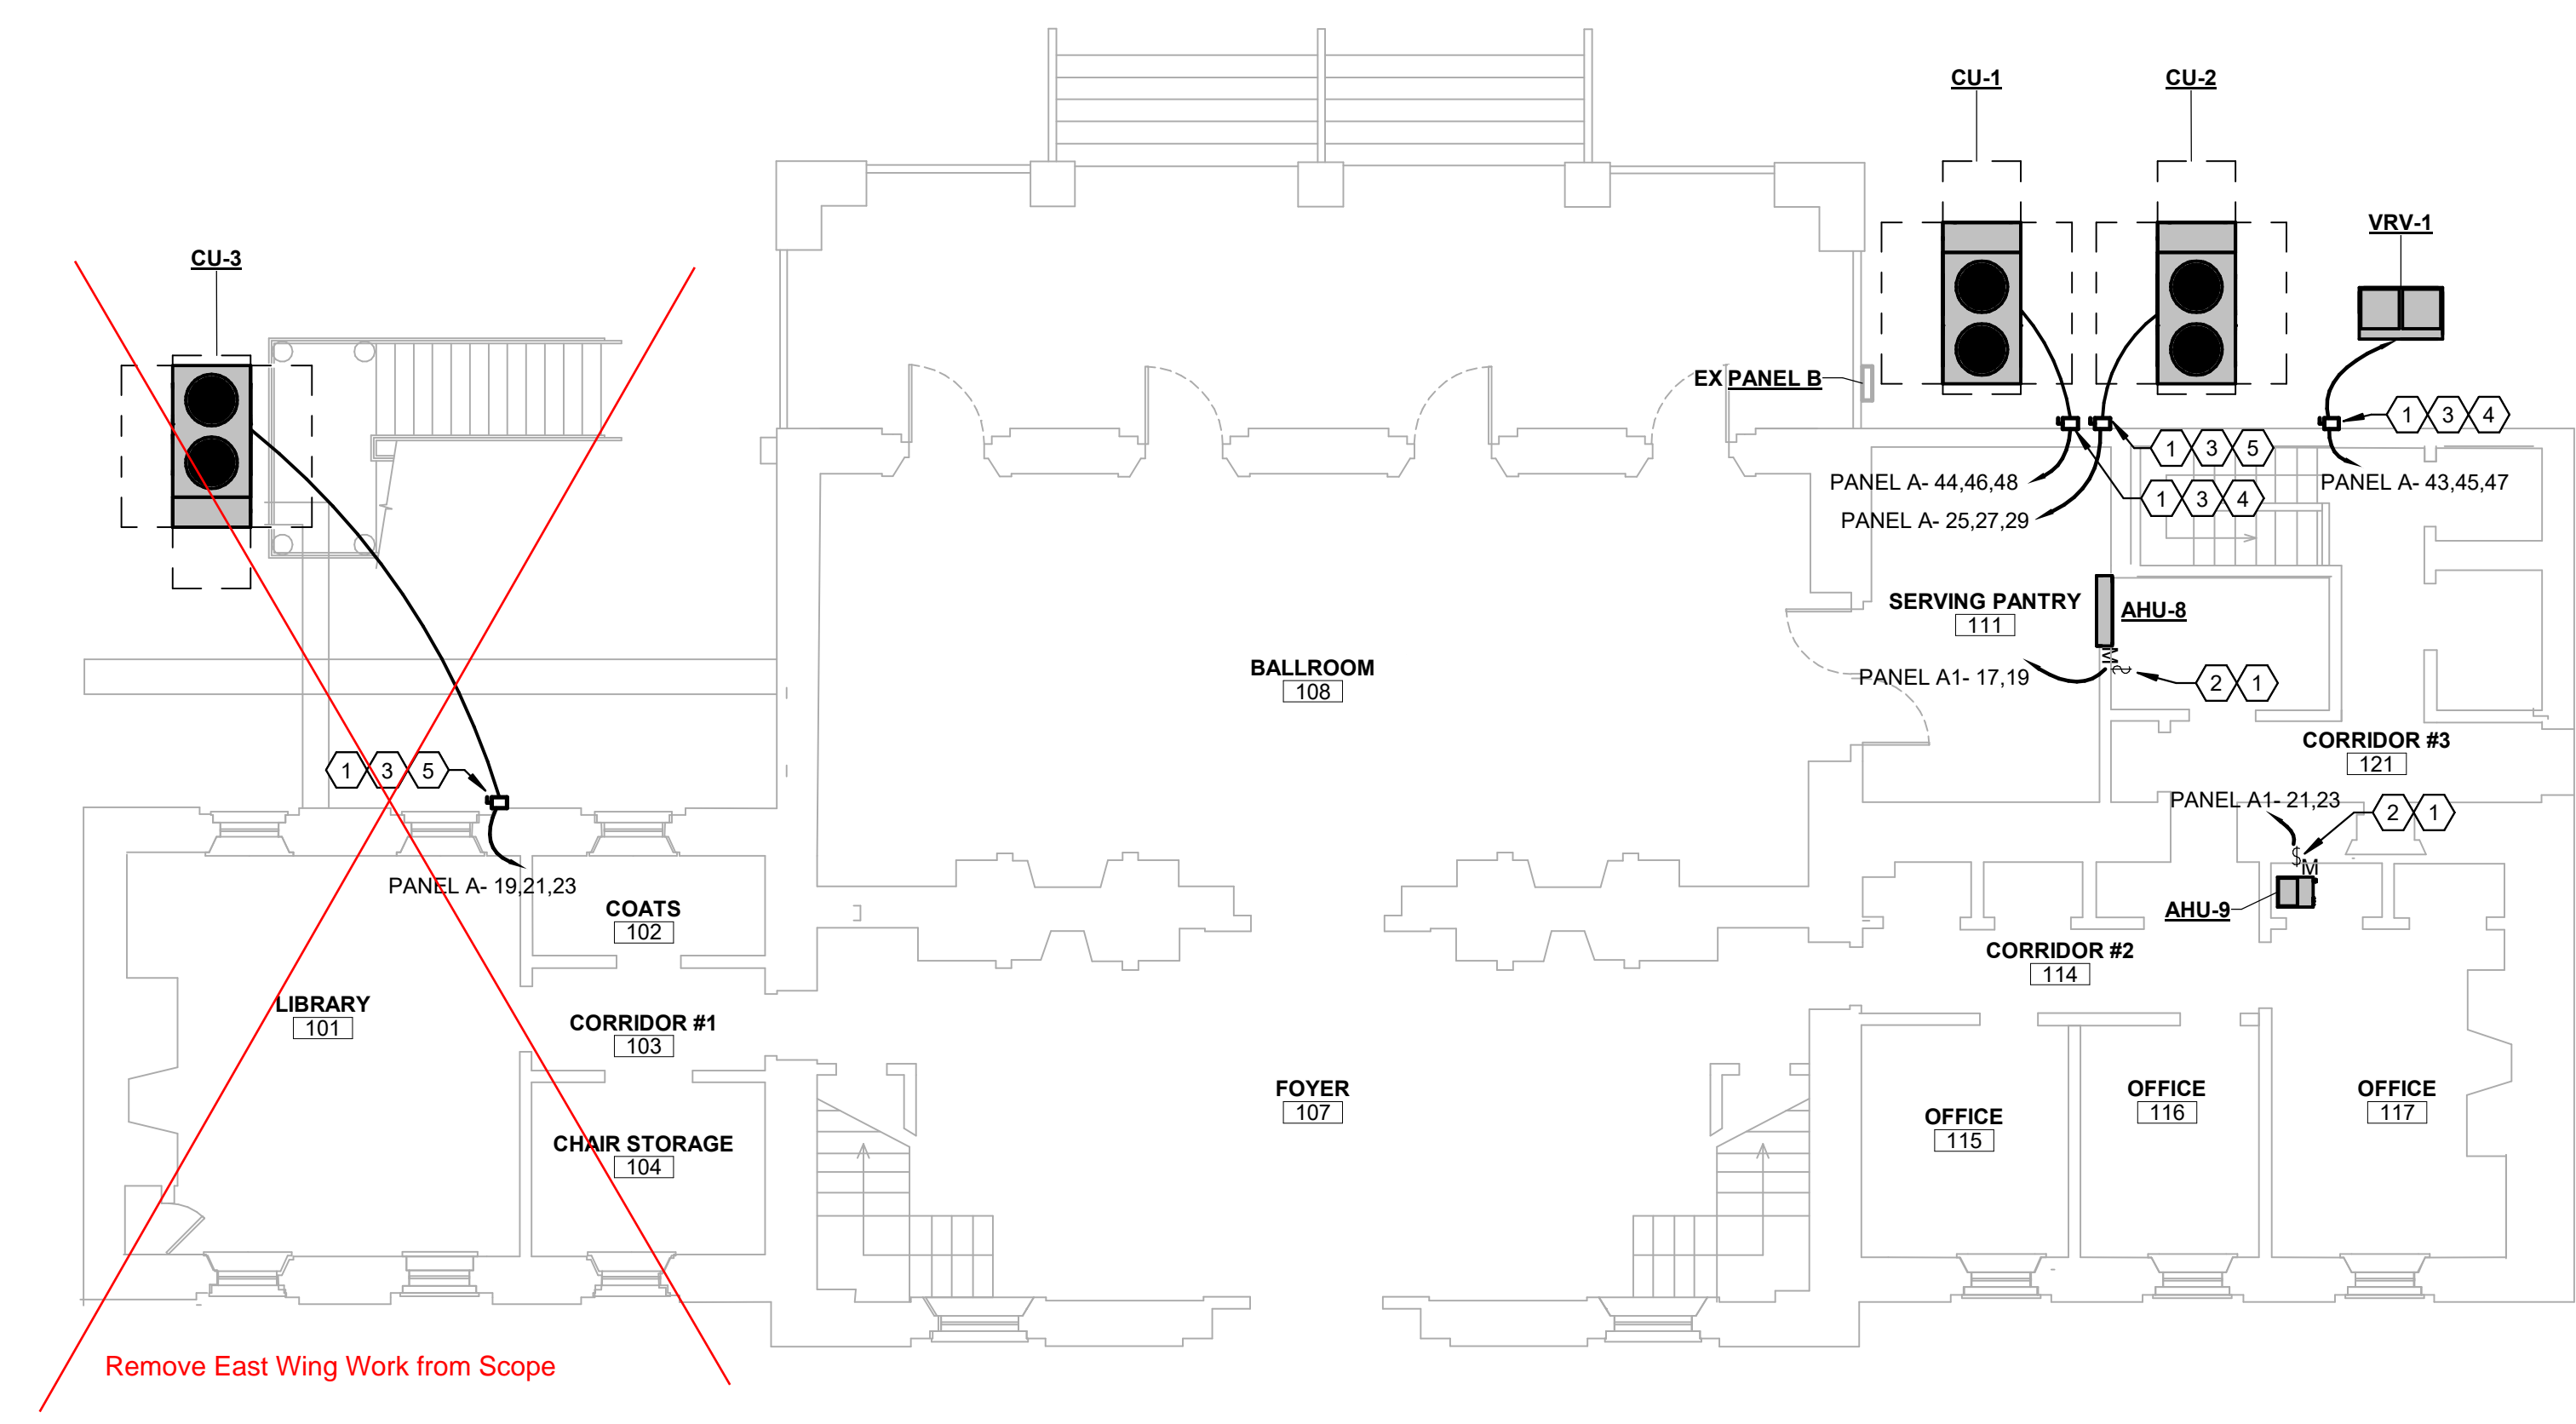 CU-1
CU-2
VRV-1
CU-3
EX PANEL B
1 3 4
1 3 5
PANEL A- 44,46,48
PANEL A- 43,45,47
1 3 4
PANEL A- 25,27,29
SERVING PANTRY
111
AHU-8
BALLROOM
108
M
$
PANEL A1- 17,19
2 1
CORRIDOR #3
121
1 3 5
PANEL A1- 21,23
2 1
$
M
PANEL A- 19,21,23
COATS
102
AHU-9
CORRIDOR #2
114
LIBRARY
101
CORRIDOR #1
103
FOYER
107
OFFICE
115
OFFICE
116
OFFICE
117
CHAIR STORAGE
104
Remove East Wing Work from Scope